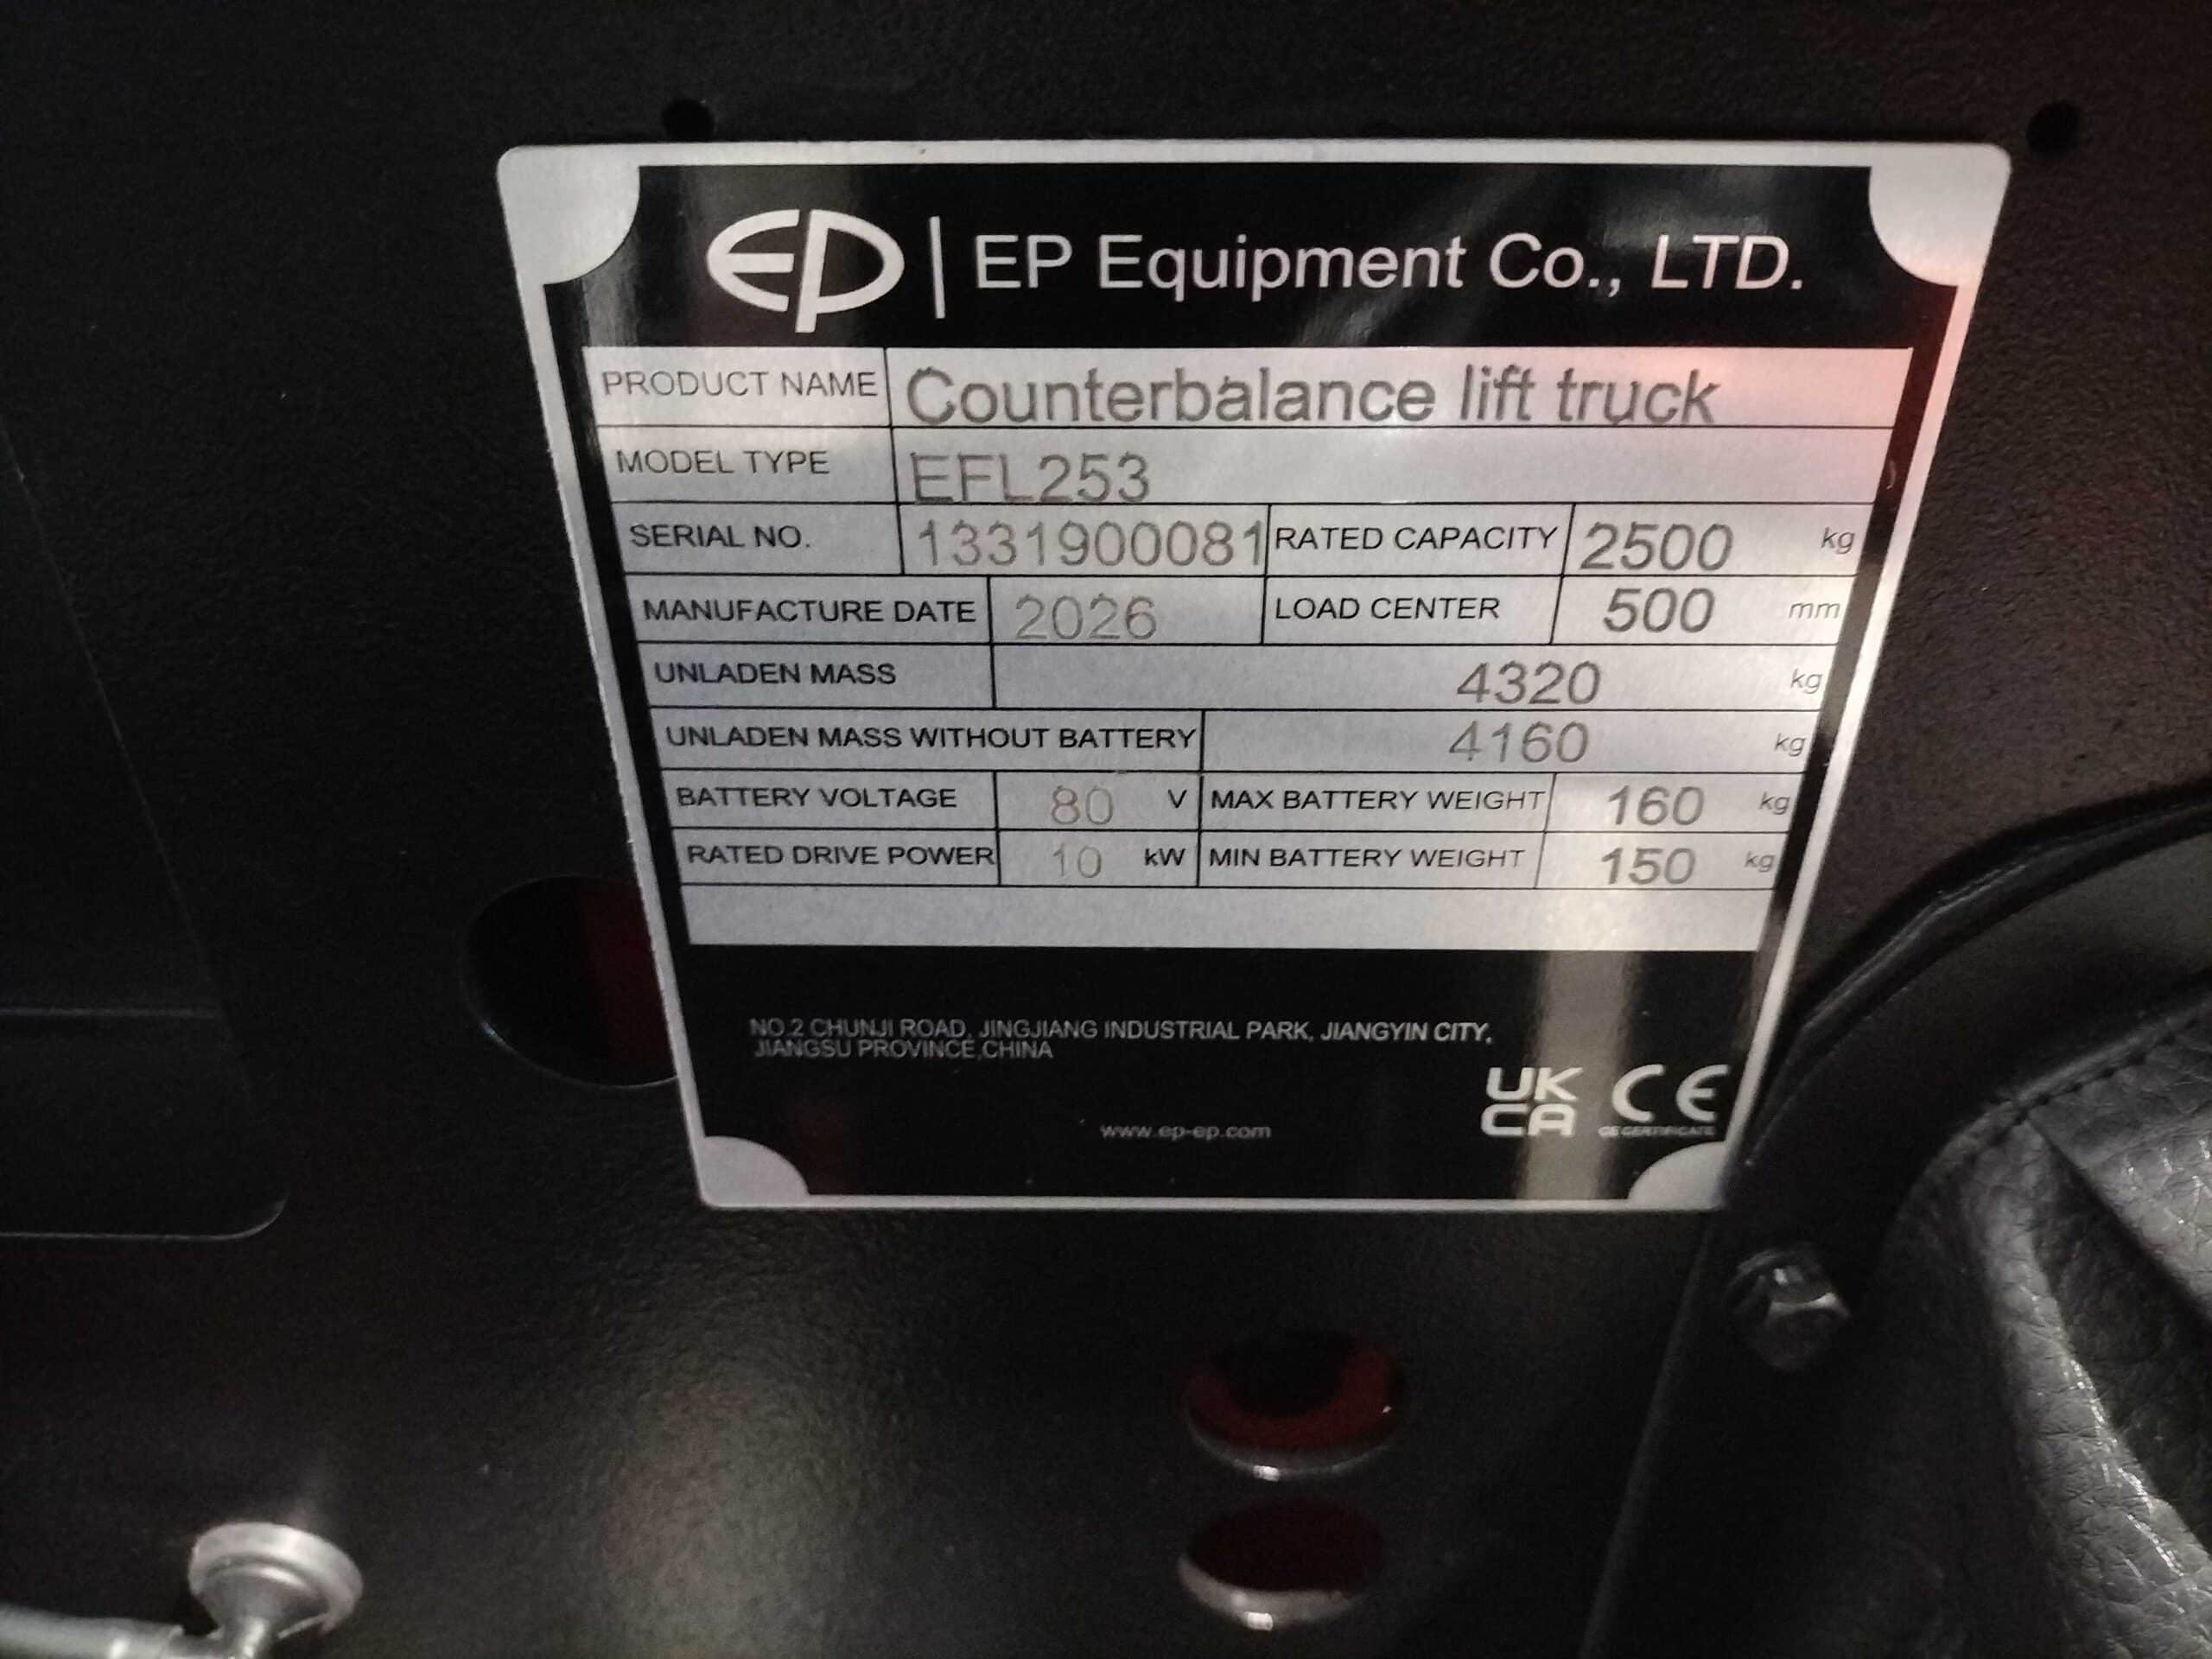 EP | EP Equipment Co., LTD.
PRODUCT NAME Counterbalance lift truck
MODEL TYPE EFL253
SERIAL NO. 1331900081 RATED CAPACITY 2500 kg
MANUFACTURE DATE 2026 LOAD CENTER 500 mm
UNLADEN MASS 4320 kg
UNLADEN MASS WITHOUT BATTERY 4160 kg
BATTERY VOLTAGE 80 V MAX BATTERY WEIGHT 160 kg
RATED DRIVE POWER 10 kW MIN BATTERY WEIGHT 150 kg
NO.2 CHUNJI ROAD, JINGJIANG INDUSTRIAL PARK, JIANGYIN CITY,
JIANGSU PROVINCE,CHINA
UK
CA CE
CE CERTIFICATE
www.ep-ep.com